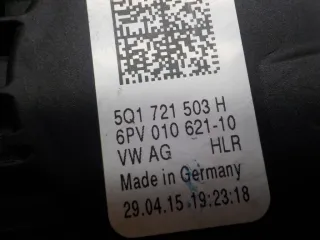 5Q1 721 503 H
6PV 010 621-10
VW AG HLR
Made in Germany
29.04.15 19:23:18